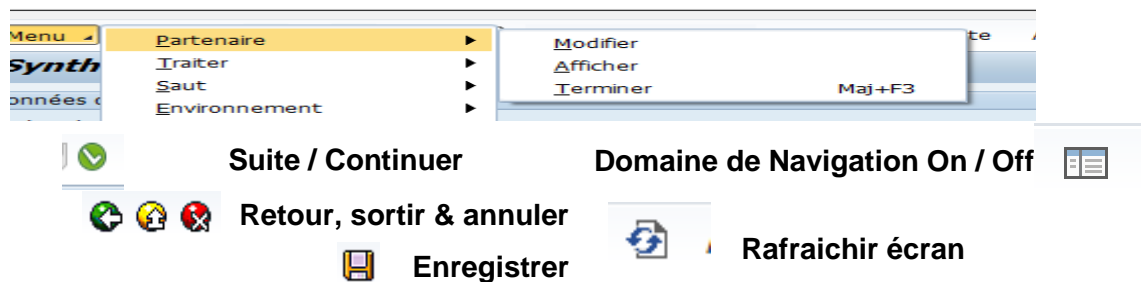 Menu Partenaire Modifier te
Synth Traiter Afficher
Saut Terminer Maj+F3
onnées Environnement
Suite / Continuer Domaine de Navigation On / Off
Retour, sortir & annuler
Rafraichir écran
Enregistrer